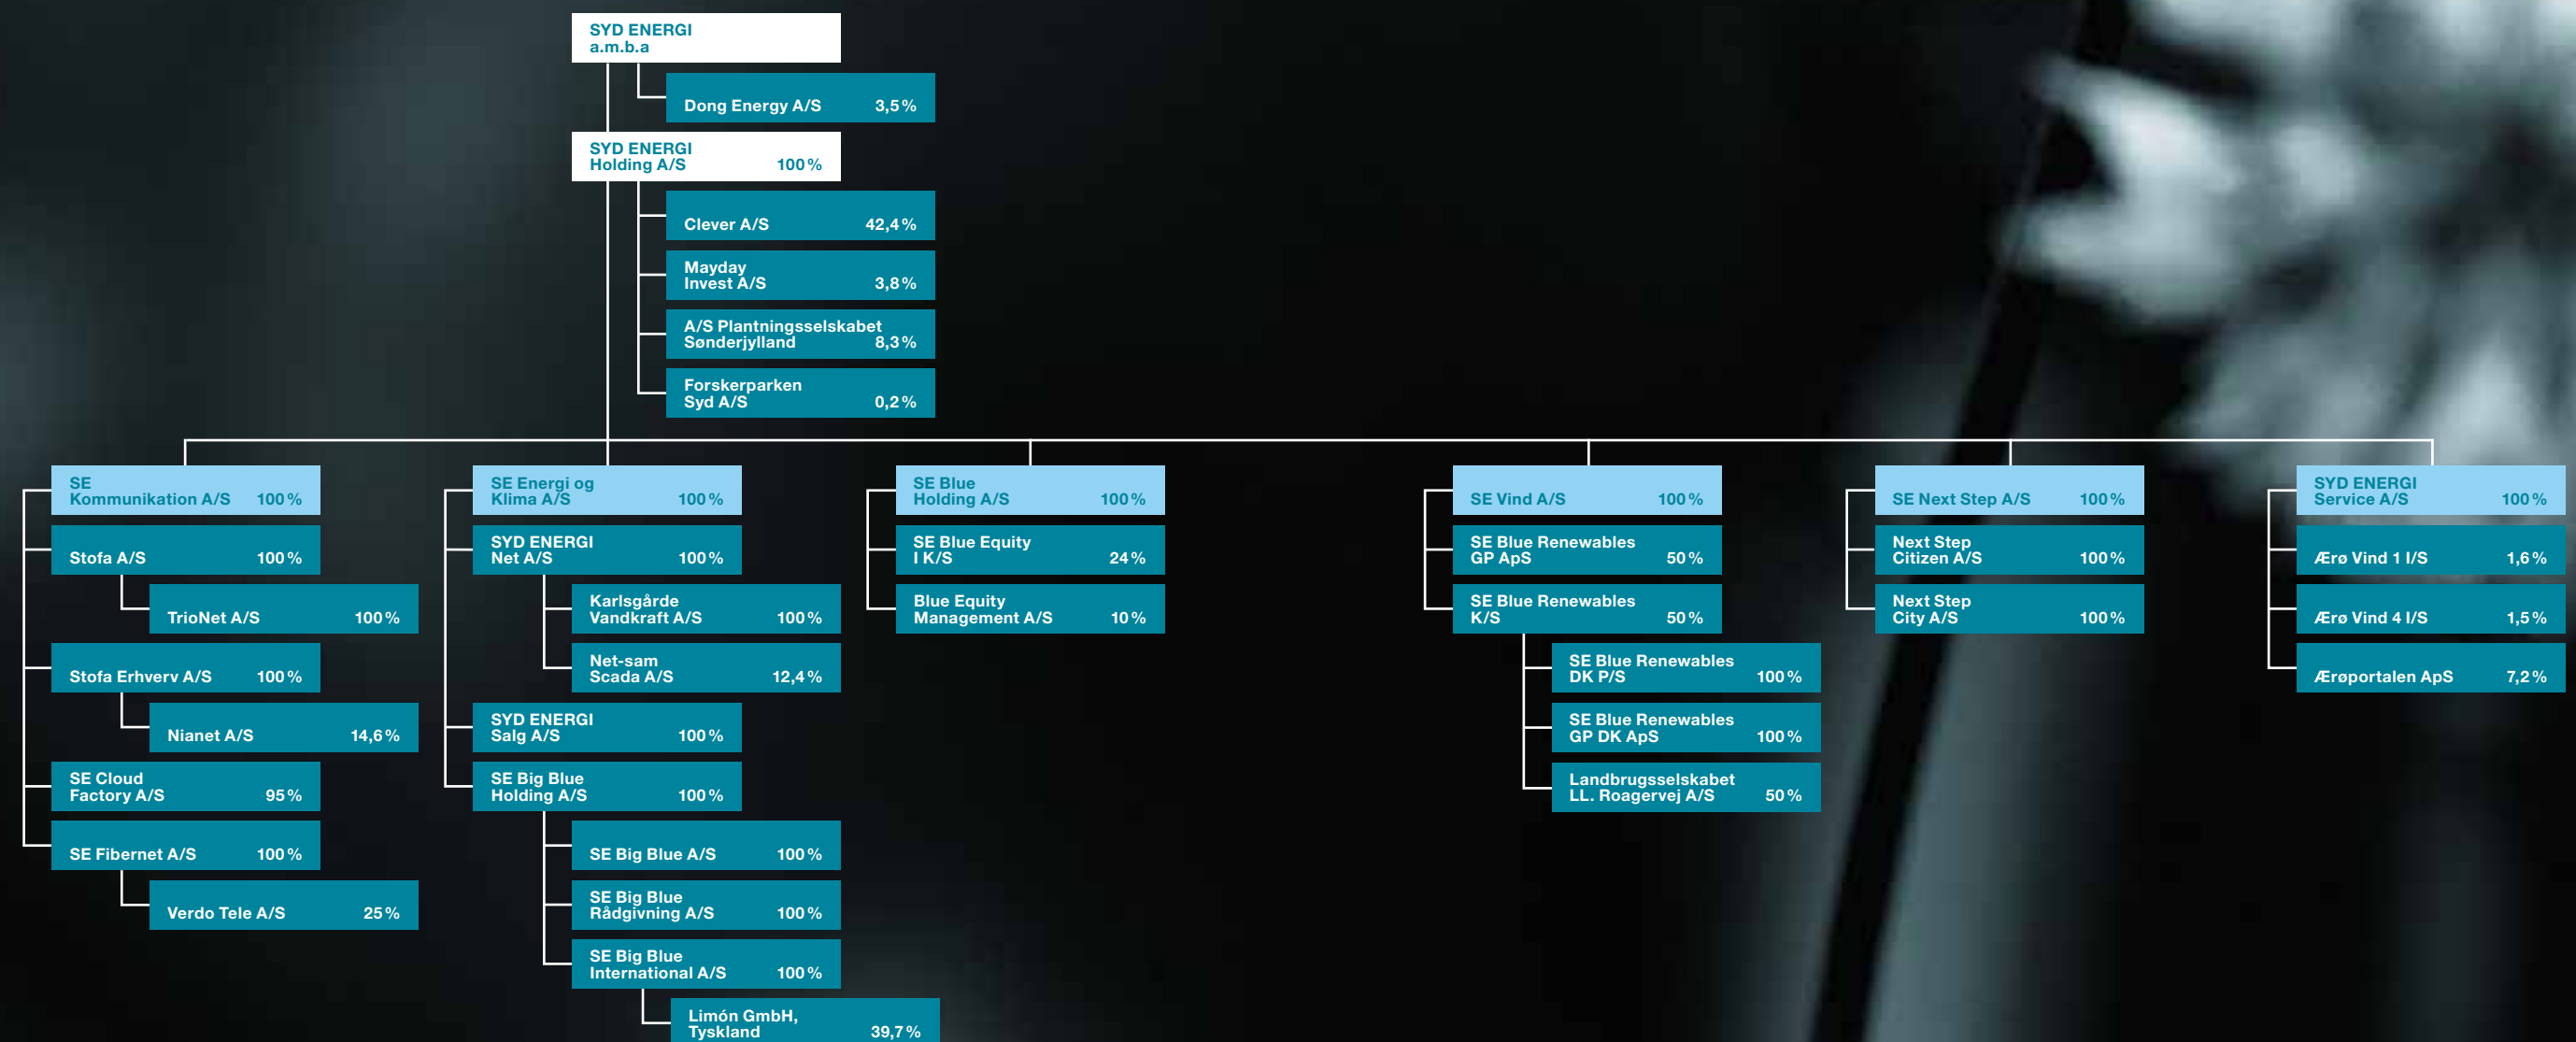 SYD ENERGI
a.m.b.a
Dong Energy A/S 3,5 %
SYD ENERGI
Holding A/S 100 %
Clever A/S 42,4 %
Mayday
Invest A/S 3,8 %
A/S Plantningsselskabet
Sønderjylland 8,3 %
Forskerparken
Syd A/S 0,2 %
SE
Kommunikation A/S 100 %
Stofa A/S 100 %
TrioNet A/S 100 %
Stofa Erhverv A/S 100 %
Nianet A/S 14,6 %
SE Cloud
Factory A/S 95 %
SE Fibernet A/S 100 %
Verdo Tele A/S 25 %
SE Energi og
Klima A/S 100 %
SYD ENERGI
Net A/S 100 %
Karlsgårde
Vandkraft A/S 100 %
Net-sam
Scada A/S 12,4 %
SYD ENERGI
Salg A/S 100 %
SE Big Blue
Holding A/S 100 %
SE Big Blue A/S 100 %
SE Big Blue
Rådgivning A/S 100 %
SE Big Blue
International A/S 100 %
Limón GmbH,
Tyskland 39,7 %
SE Blue
Holding A/S 100 %
SE Blue Equity
I K/S 24 %
Blue Equity
Management A/S 10 %
SE Vind A/S 100 %
SE Blue Renewables
GP ApS 50 %
SE Blue Renewables
K/S 50 %
SE Blue Renewables
DK P/S 100 %
SE Blue Renewables
GP DK ApS 100 %
Landbrugsselskabet
LL. Roagervej A/S 50 %
SE Next Step A/S 100 %
Next Step
Citizen A/S 100 %
Next Step
City A/S 100 %
SYD ENERGI
Service A/S 100 %
Ærø Vind 1 I/S 1,6 %
Ærø Vind 4 I/S 1,5 %
Ærøportalen ApS 7,2 %